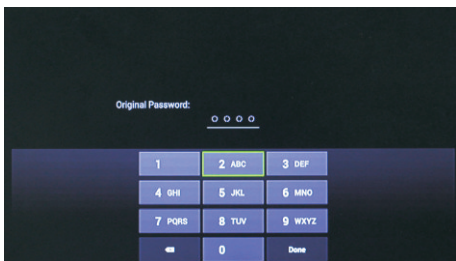 Original Password:
1
2 ABC
3 DEF
4 GHI
5 JKL
6 MNO
7 PQRS
8 TUV
9 WXYZ
0
Done